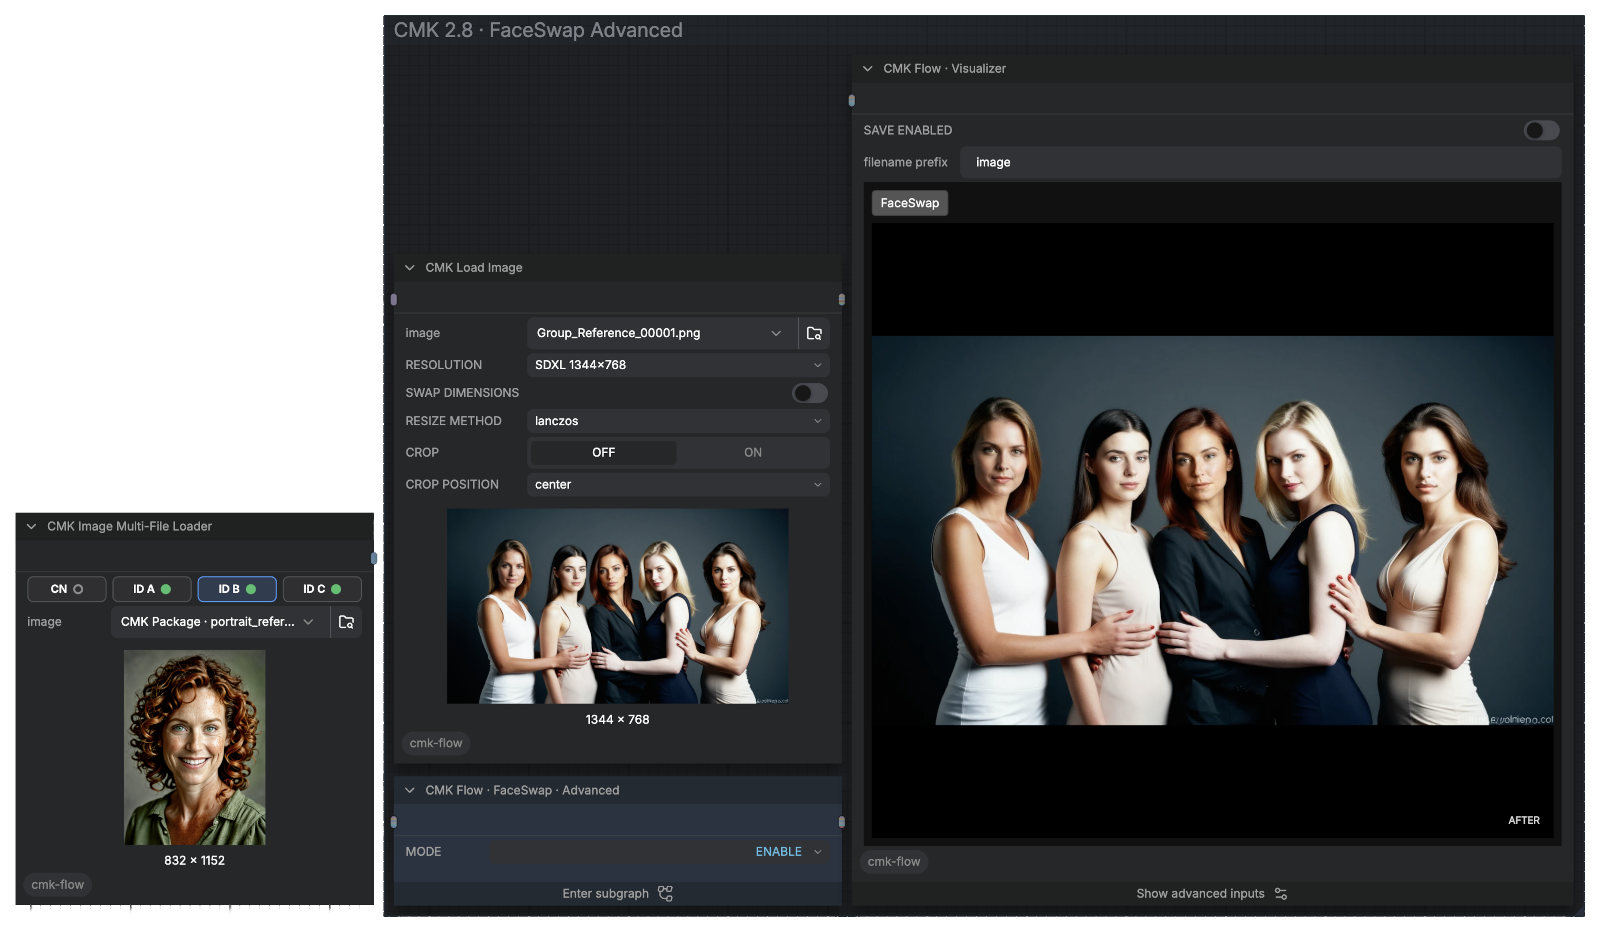 CMK 2.8 · FaceSwap Advanced
CMK Image Multi-File Loader
CN
ID A
ID B
ID C
image
CMK Package · portrait_refer...
832 × 1152
cmk-flow
CMK Load Image
image
Group_Reference_00001.png
RESOLUTION
SDXL 1344×768
SWAP DIMENSIONS
RESIZE METHOD
lanczos
CROP
OFF
ON
CROP POSITION
center
1344 × 768
cmk-flow
CMK Flow · FaceSwap · Advanced
MODE
ENABLE
Enter subgraph
CMK Flow · Visualizer
SAVE ENABLED
filename prefix
image
FaceSwap
AFTER
cmk-flow
Show advanced inputs